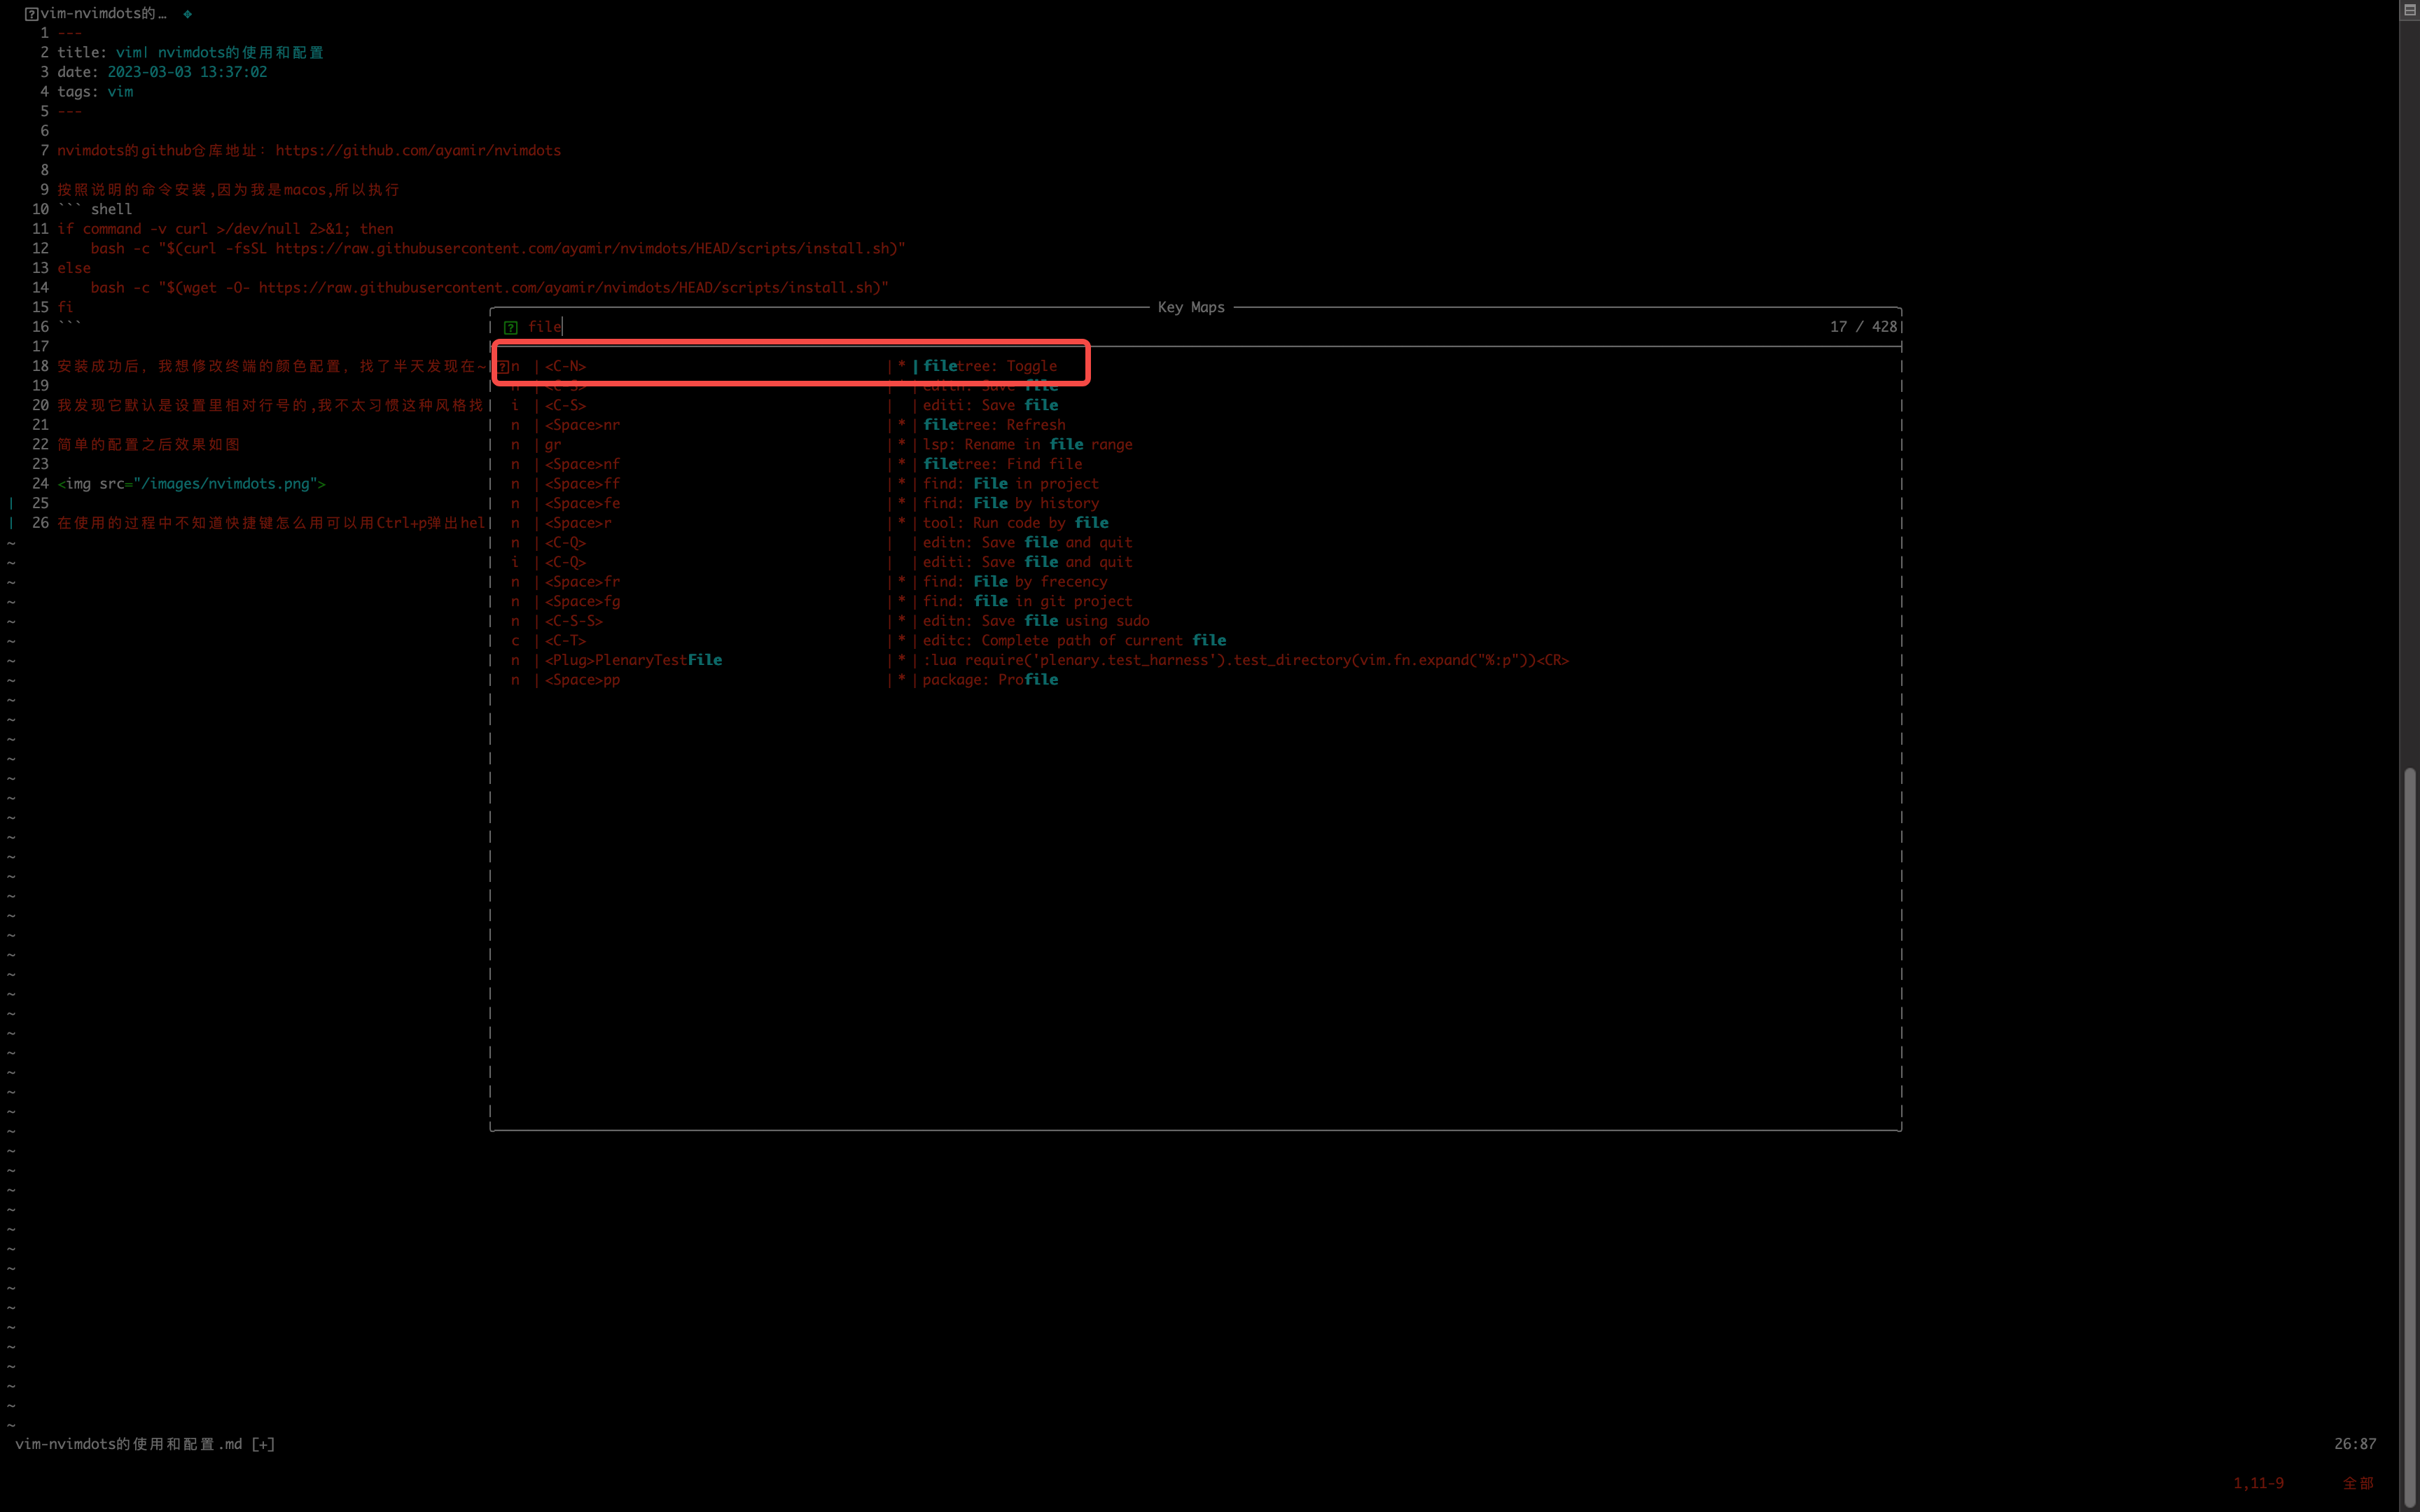 vim-nvimdots的…
1 ---
2 title: vim| nvimdots的使用和配置
3 date: 2023-03-03 13:37:02
4 tags: vim
5 ---
6
7 nvimdots的github仓库地址: https://github.com/ayamir/nvimdots
8
9 按照说明的命令安装,因为我是macos,所以执行
10 ``` shell
11 if command -v curl >/dev/null 2>&1; then
12     bash -c "$(curl -fsSL https://raw.githubusercontent.com/ayamir/nvimdots/HEAD/scripts/install.sh)"
13 else
14     bash -c "$(wget -O- https://raw.githubusercontent.com/ayamir/nvimdots/HEAD/scripts/install.sh)"
15 fi
16 ```
17
18 安装成功后, 我想修改终端的颜色配置, 找了半天发现在~
19
20 我发现它默认是设置里相对行号的,我不太习惯这种风格找
21
22 简单的配置之后效果如图
23
24 <img src="/images/nvimdots.png">
25
26 在使用的过程中不知道快捷键怎么用可以用Ctrl+p弹出hel
Key Maps
file 17 / 428
n |<C-N> |*| filetree: Toggle
n |<C-S> | | editn: Save file
i |<C-S> | | editi: Save file
n |<Space>nr |*| filetree: Refresh
n |gr |*| lsp: Rename in file range
n |<Space>nf |*| filetree: Find file
n |<Space>ff |*| find: File in project
n |<Space>fe |*| find: File by history
n |<Space>r |*| tool: Run code by file
n |<C-Q> | | editn: Save file and quit
i |<C-Q> | | editi: Save file and quit
n |<Space>fr |*| find: File by frecency
n |<Space>fg |*| find: file in git project
n |<C-S-S> |*| editn: Save file using sudo
c |<C-T> |*| editc: Complete path of current file
n |<Plug>PlenaryTestFile |*| :lua require('plenary.test_harness').test_directory(vim.fn.expand("%:p"))<CR>
n |<Space>pp |*| package: Profile
vim-nvimdots的使用和配置.md [+] 26:87
1,11-9 全部